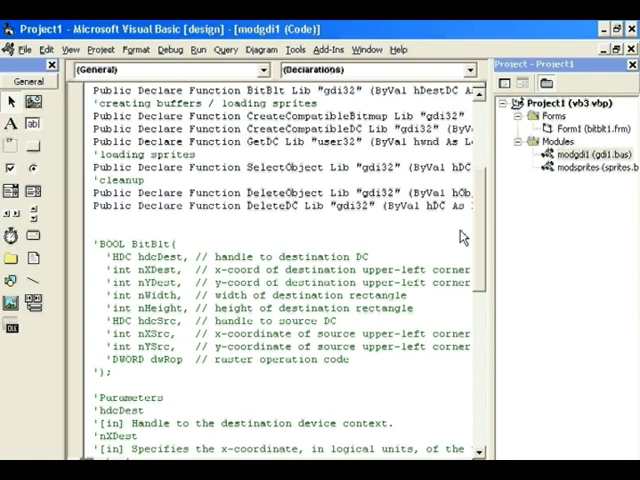 Project1 - Microsoft Visual Basic [design] - [modgdi1 (Code)]
File Edit View Project Format Debug Run Query Diagram Tools Add-Ins Window Help
General
(General)
(Declarations)
Public Declare Function BitBlt Lib "gdi32" (ByVal hDestDC As
'creating buffers / loading sprites
Public Declare Function CreateCompatibleBitmap Lib "gdi32"
Public Declare Function CreateCompatibleDC Lib "gdi32" (ByVa
Public Declare Function GetDC Lib "user32" (ByVal hwnd As Lo
'loading sprites
Public Declare Function SelectObject Lib "gdi32" (ByVal hDC
'cleanup
Public Declare Function DeleteObject Lib "gdi32" (ByVal hObj
Public Declare Function DeleteDC Lib "gdi32" (ByVal hDC As
'BOOL BitBlt(
'HDC hdcDest, // handle to destination DC
'int nXDest, // x-coord of destination upper-left corner
'int nYDest, // y-coord of destination upper-left corner
'int nWidth, // width of destination rectangle
'int nHeight, // height of destination rectangle
'HDC hdcSrc, // handle to source DC
'int nXSrc, // x-coordinate of source upper-left corner
'int nYSrc, // y-coordinate of source upper-left corner
'DWORD dwRop // raster operation code
');
'Parameters
'hdcDest
'[in] Handle to the destination device context.
'nXDest
'[in] Specifies the x-coordinate, in logical units, of the
Project - Project1
Project1 (vb3 vbp)
Forms
Form1 (bitblt1.frm)
Modules
modgdi1 (gdi1.bas)
modsprites (sprites.b